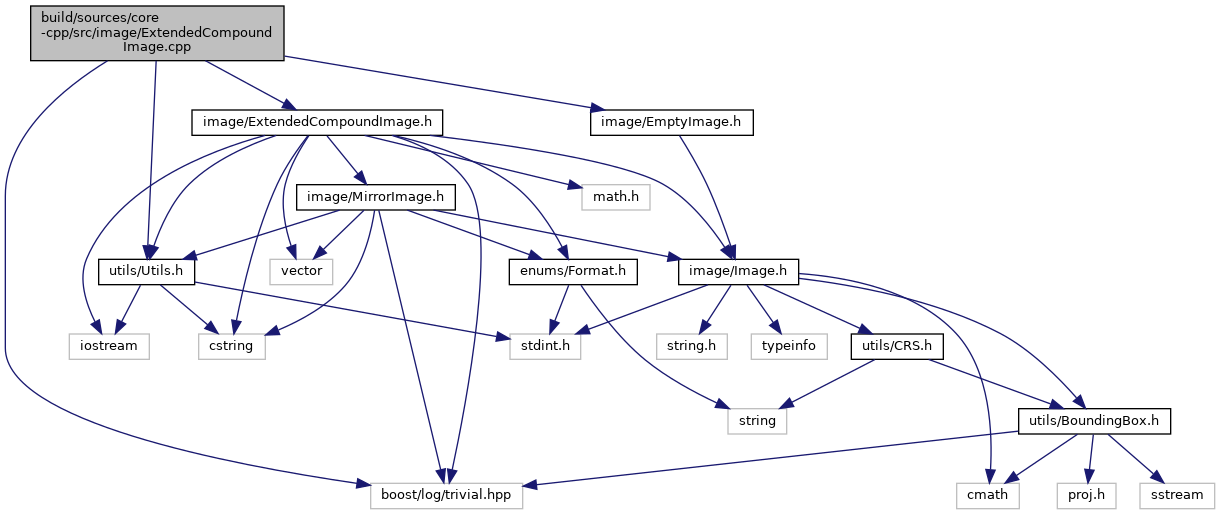 build/sources/core
-cpp/src/image/ExtendedCompound
Image.cpp
image/ExtendedCompoundImage.h
image/EmptyImage.h
image/MirrorImage.h
math.h
utils/Utils.h
vector
enums/Format.h
image/Image.h
iostream
cstring
stdint.h
string.h
typeinfo
utils/CRS.h
string
utils/BoundingBox.h
boost/log/trivial.hpp
cmath
proj.h
sstream